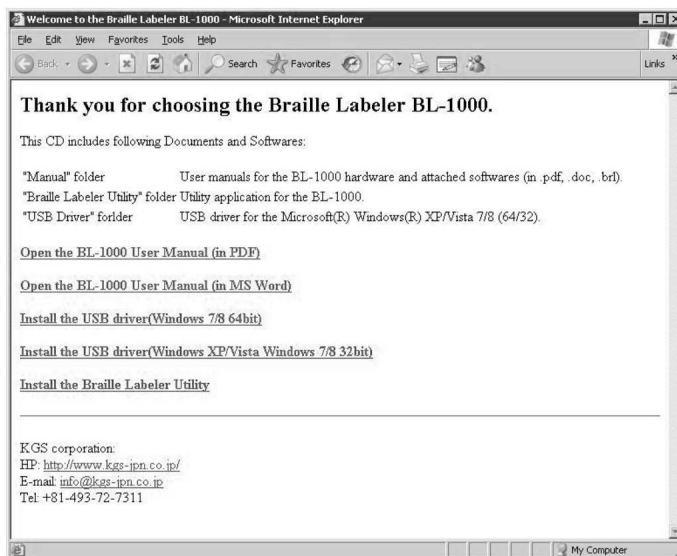 Welcome to the Braille Labeler BL-1000 - Microsoft Internet Explorer
File Edit View Favorites Tools Help
Back Search Favorites Links
Thank you for choosing the Braille Labeler BL-1000.
This CD includes following Documents and Softwares:
"Manual" folder User manuals for the BL-1000 hardware and attached softwares (in .pdf, .doc, .brl).
"Braille Labeler Utility" folder Utility application for the BL-1000.
"USB Driver" forlder USB driver for the Microsoft(R) Windows(R) XP/Vista 7/8 (64/32).
Open the BL-1000 User Manual (in PDF)
Open the BL-1000 User Manual (in MS Word)
Install the USB driver(Windows 7/8 64bit)
Install the USB driver(Windows XP/Vista Windows 7/8 32bit)
Install the Braille Labeler Utility
KGS corporation:
HP: http://www.kgs-jpn.co.jp/
E-mail: info@kgs-jpn.co.jp
Tel: +81-493-72-7311
My Computer